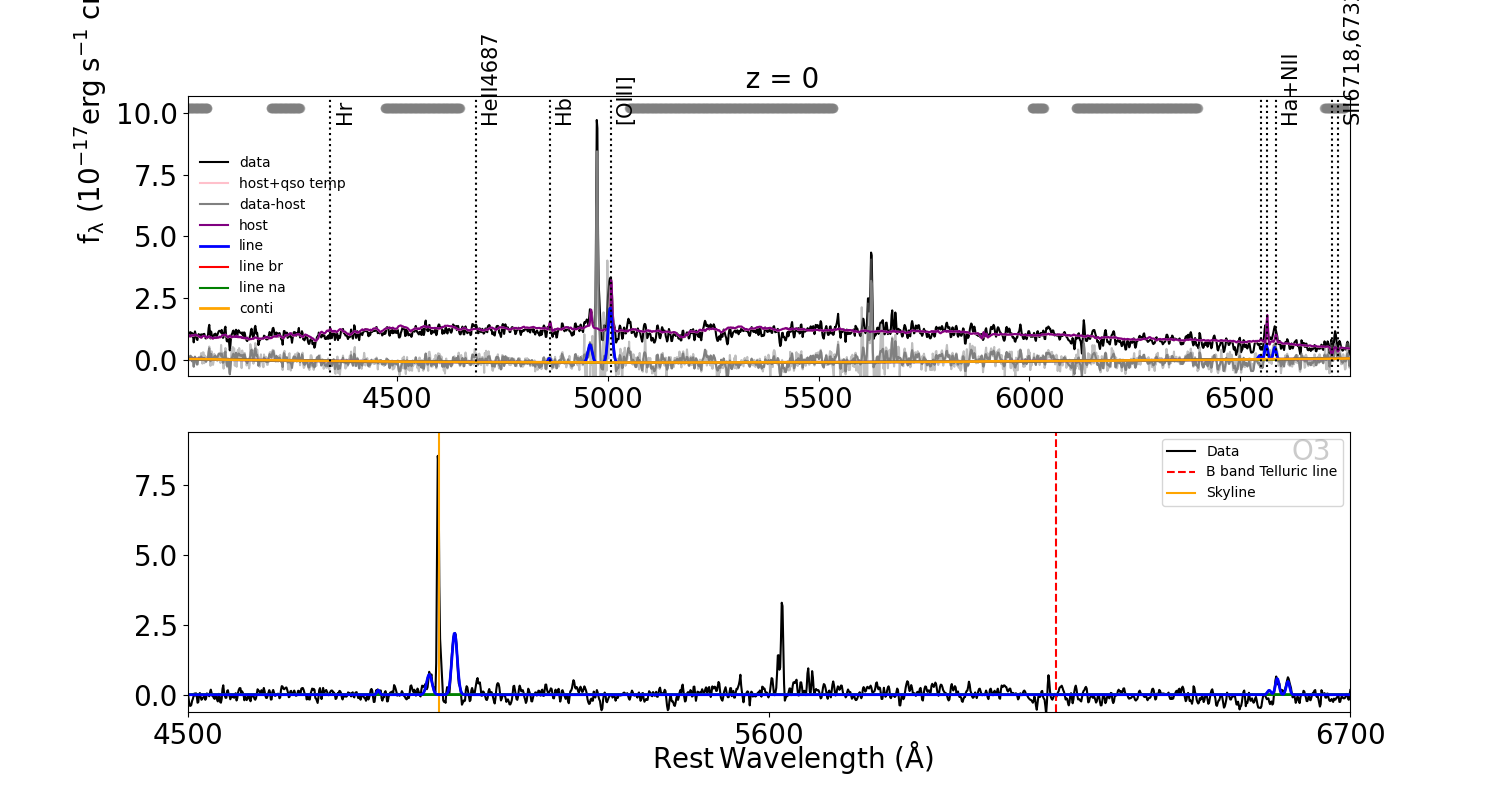 z = 0
f_λ (10⁻¹⁷erg s⁻¹
Hr
HeII4687
Hb
[OIII]
Ha+NII
SII6718,673
10.0
7.5
5.0
2.5
0.0
data
host+qso temp
data-host
host
line
line br
line na
conti
4500
5000
5500
6000
6500
O3
Data
B band Telluric line
Skyline
7.5
5.0
2.5
0.0
4500
5600
6700
Rest Wavelength (Å)